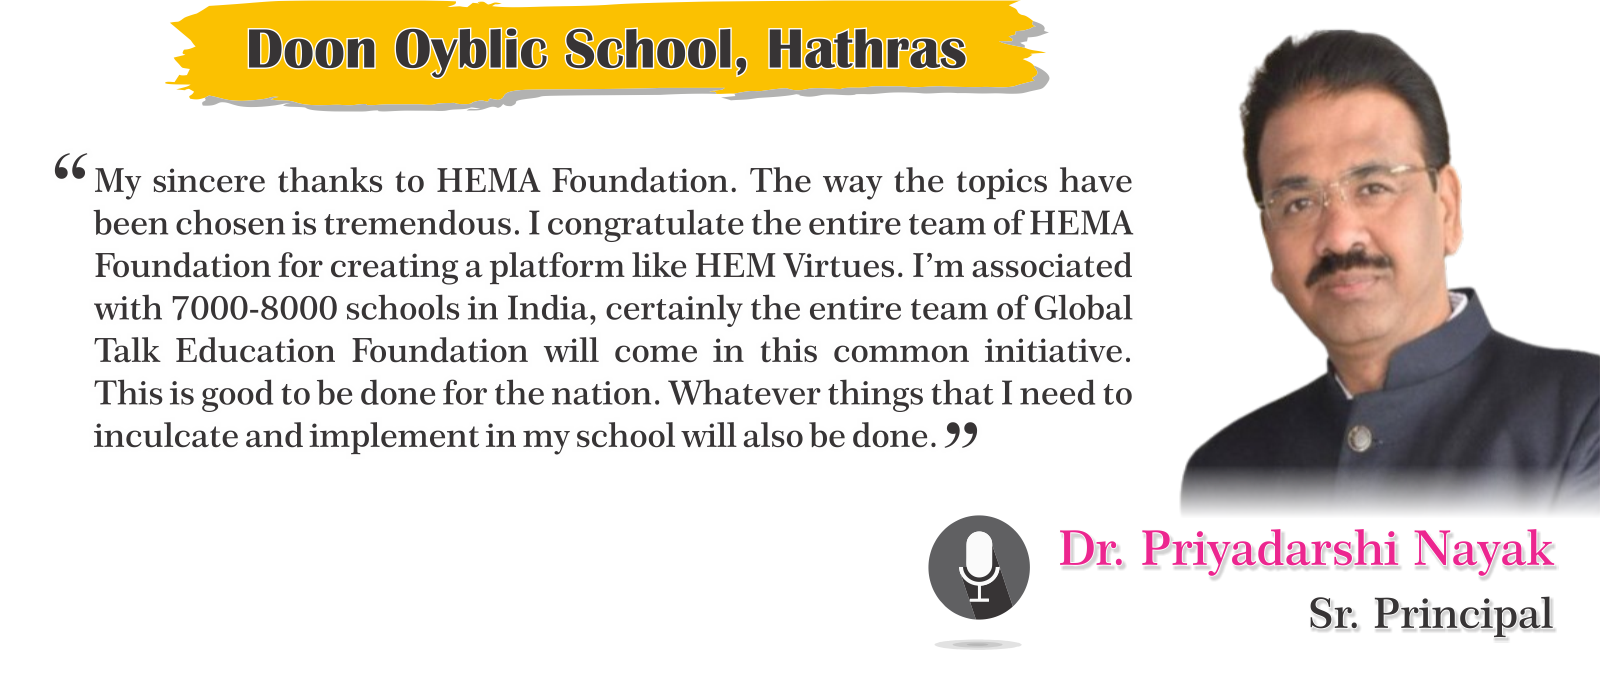 Doon Oyblic School, Hathras
“My sincere thanks to HEMA Foundation. The way the topics have
been chosen is tremendous. I congratulate the entire team of HEMA
Foundation for creating a platform like HEM Virtues. I’m associated
with 7000-8000 schools in India, certainly the entire team of Global
Talk Education Foundation will come in this common initiative.
This is good to be done for the nation. Whatever things that I need to
inculcate and implement in my school will also be done.”
Dr. Priyadarshi Nayak
Sr. Principal